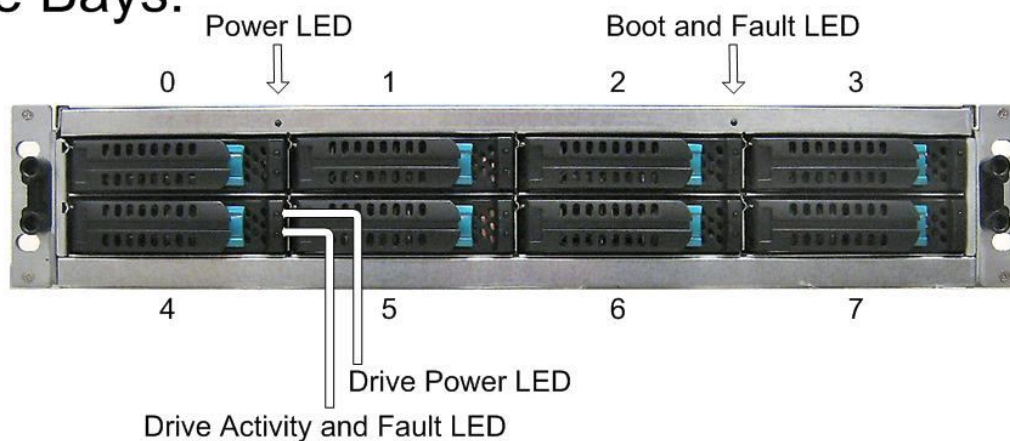 e Bays:
Power LED
Boot and Fault LED
0 1 2 3
4 5 6 7
Drive Power LED
Drive Activity and Fault LED